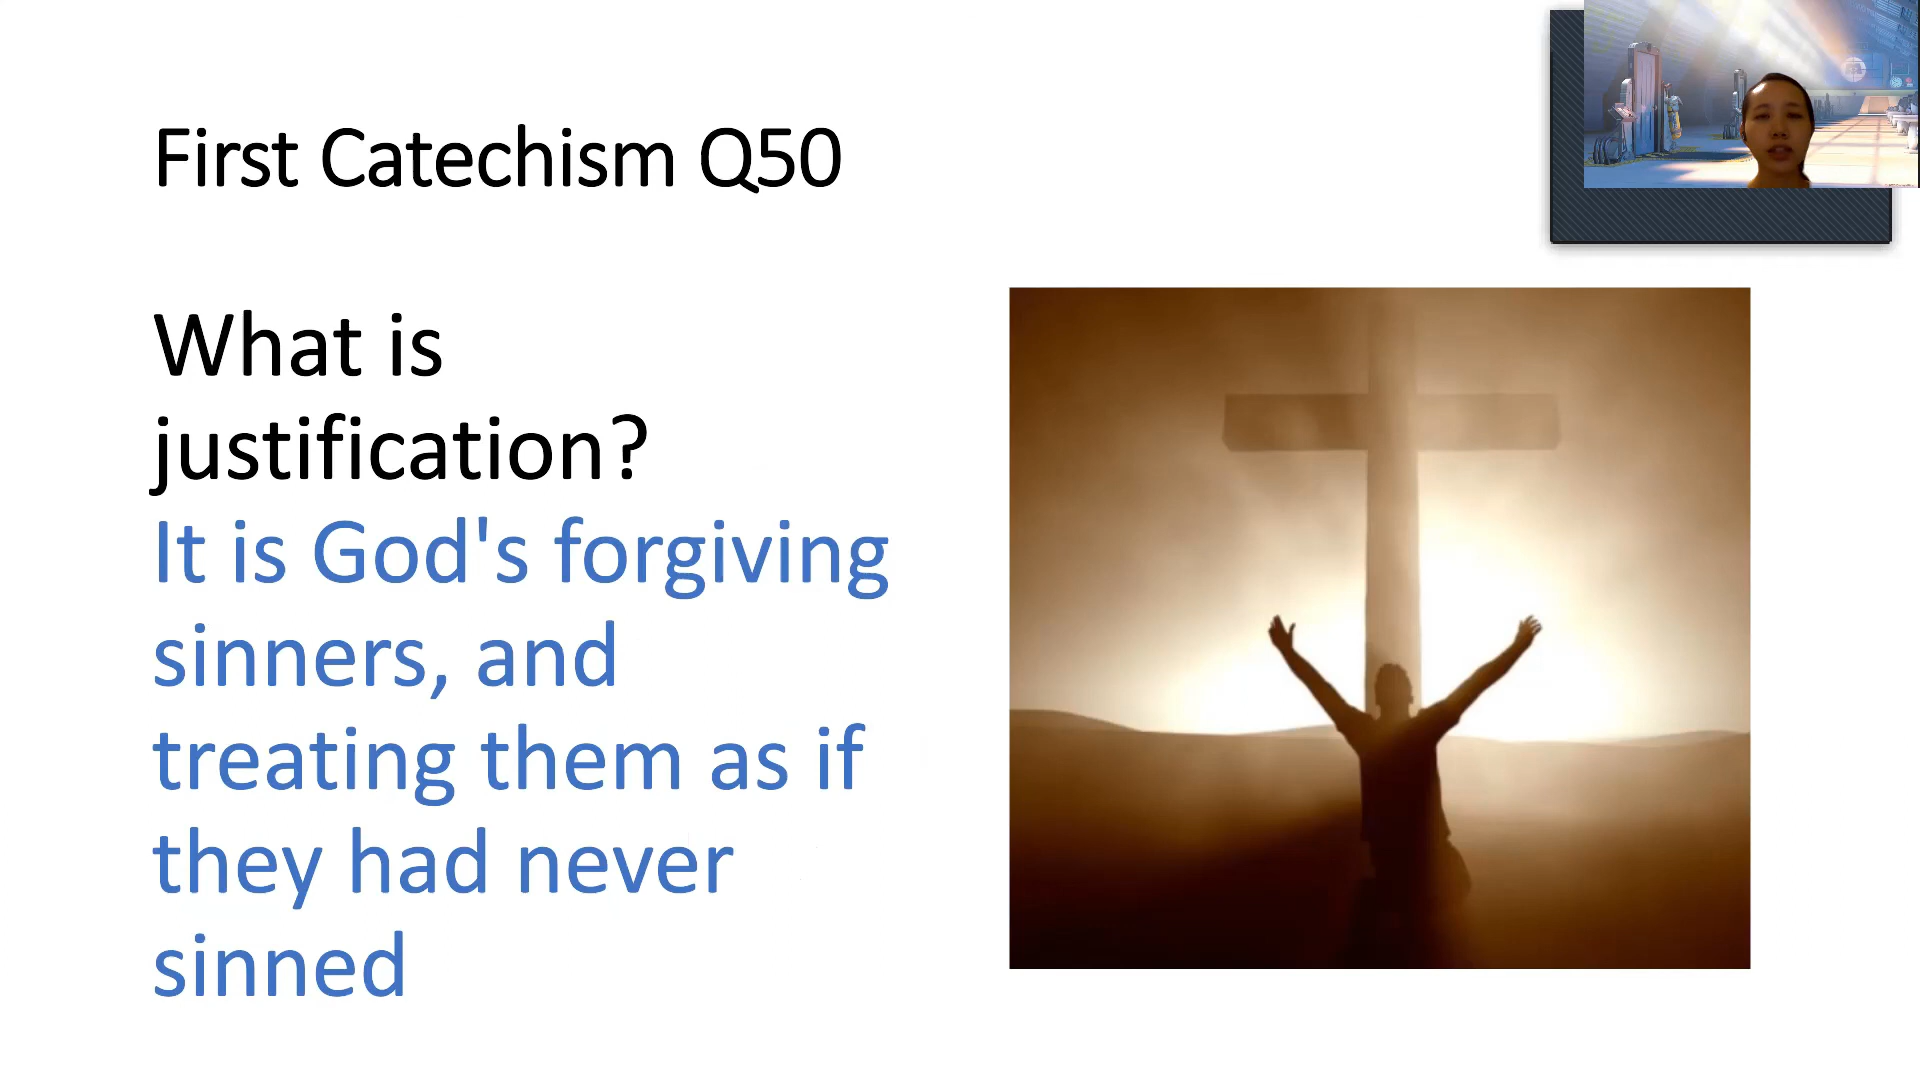 First Catechism Q50
What is
justification?
It is God's forgiving
sinners, and
treating them as if
they had never
sinned